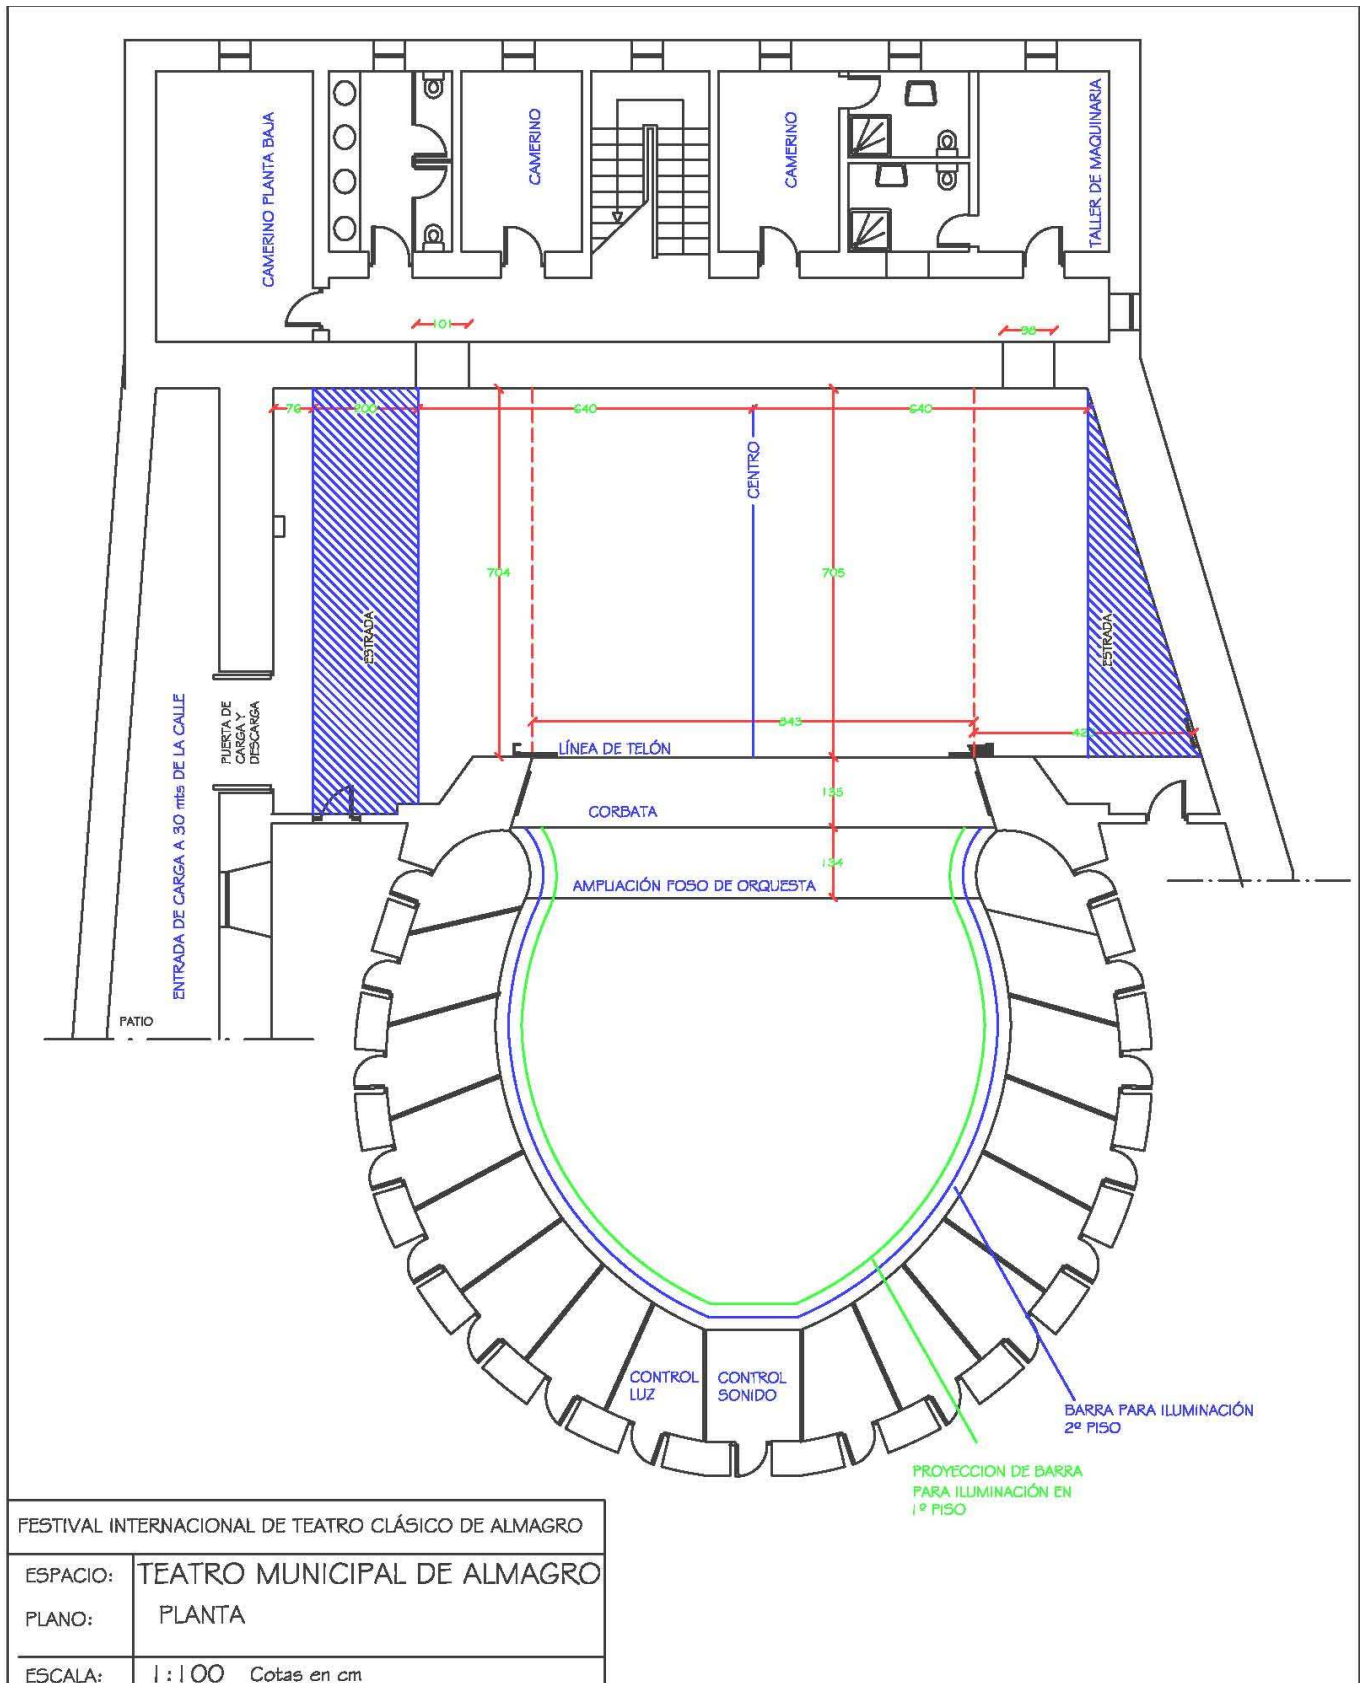 CAMERINO PLANTA BAJA
CAMERINO
CAMERINO
TALLER DE MAQUINARIA
101
98
76
200
640
640
CENTRO
704
705
ESTRADA
ESTRADA
843
LÍNEA DE TELÓN
PUERTA DE
CARGA Y
DESCARGA
ENTRADA DE CARGA A 30 mts DE LA CALLE
135
CORBATA
134
AMPLIACIÓN FOSO DE ORQUESTA
PATIO
CONTROL
LUZ
CONTROL
SONIDO
BARRA PARA ILUMINACIÓN
2º PISO
PROYECCION DE BARRA
PARA ILUMINACIÓN EN
1º PISO
FESTIVAL INTERNACIONAL DE TEATRO CLÁSICO DE ALMAGRO
ESPACIO: TEATRO MUNICIPAL DE ALMAGRO
PLANO: PLANTA
ESCALA: 1:100 Cotas en cm